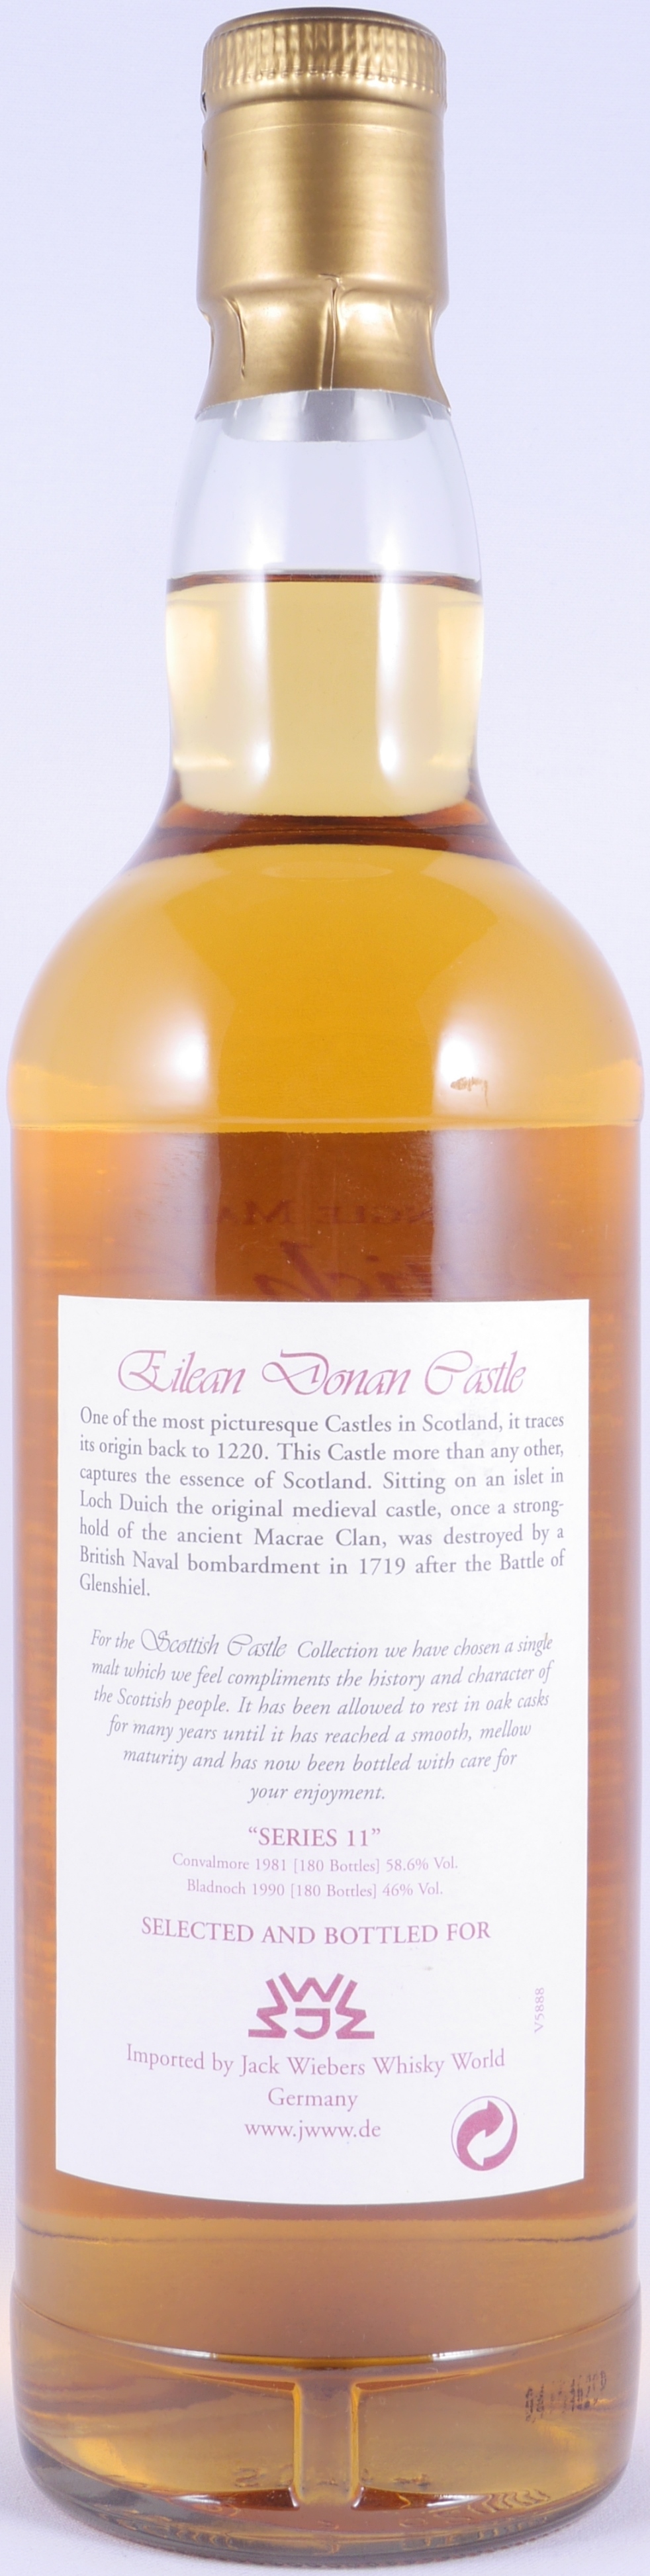 Eilean Donan Castle
One of the most picturesque Castles in Scotland, it traces
its origin back to 1220. This Castle more than any other,
captures the essence of Scotland. Sitting on an islet in
Loch Duich the original medieval castle, once a strong-
hold of the ancient Macrae Clan, was destroyed by a
British Naval bombardment in 1719 after the Battle of
Glenshiel.
For the Scottish Castle Collection we have chosen a single
malt which we feel compliments the history and character of
the Scottish people. It has been allowed to rest in oak casks
for many years until it has reached a smooth, mellow
maturity and has now been bottled with care for
your enjoyment.
"SERIES 11"
Convalmore 1981 [180 Bottles] 58.6% Vol.
Bladnoch 1990 [180 Bottles] 46% Vol.
SELECTED AND BOTTLED FOR
V5888
Imported by Jack Wiebers Whisky World
Germany
www.jwww.de